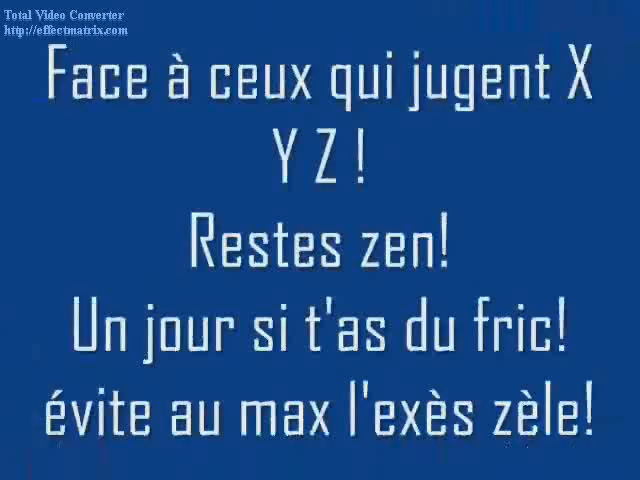 Total Video Converter
http://effectmatrix.com
Face à ceux qui jugent X
Y Z !
Restes zen!
Un jour si t'as du fric!
évite au max l'exès zèle!